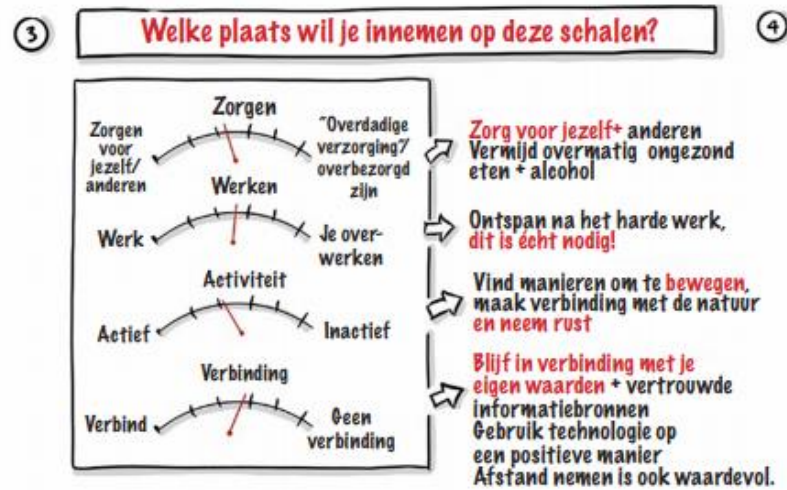 3
Welke plaats wil je innemen op deze schalen?
4
Zorgen
Zorgen
voor
jezelf/
anderen
"Overdadige
verzorging"/
overbezorgd
zijn
Zorg voor jezelf+ anderen
Vermijd overmatig ongezond
eten + alcohol
Werken
Werk
Je over-
werken
Ontspan na het harde werk,
dit is écht nodig!
Activiteit
Actief
Inactief
Vind manieren om te bewegen,
maak verbinding met de natuur
en neem rust
Verbinding
Verbind
Geen
verbinding
Blijf in verbinding met je
eigen waarden + vertrouwde
informatiebronnen
Gebruik technologie op
een positieve manier
Afstand nemen is ook waardevol.